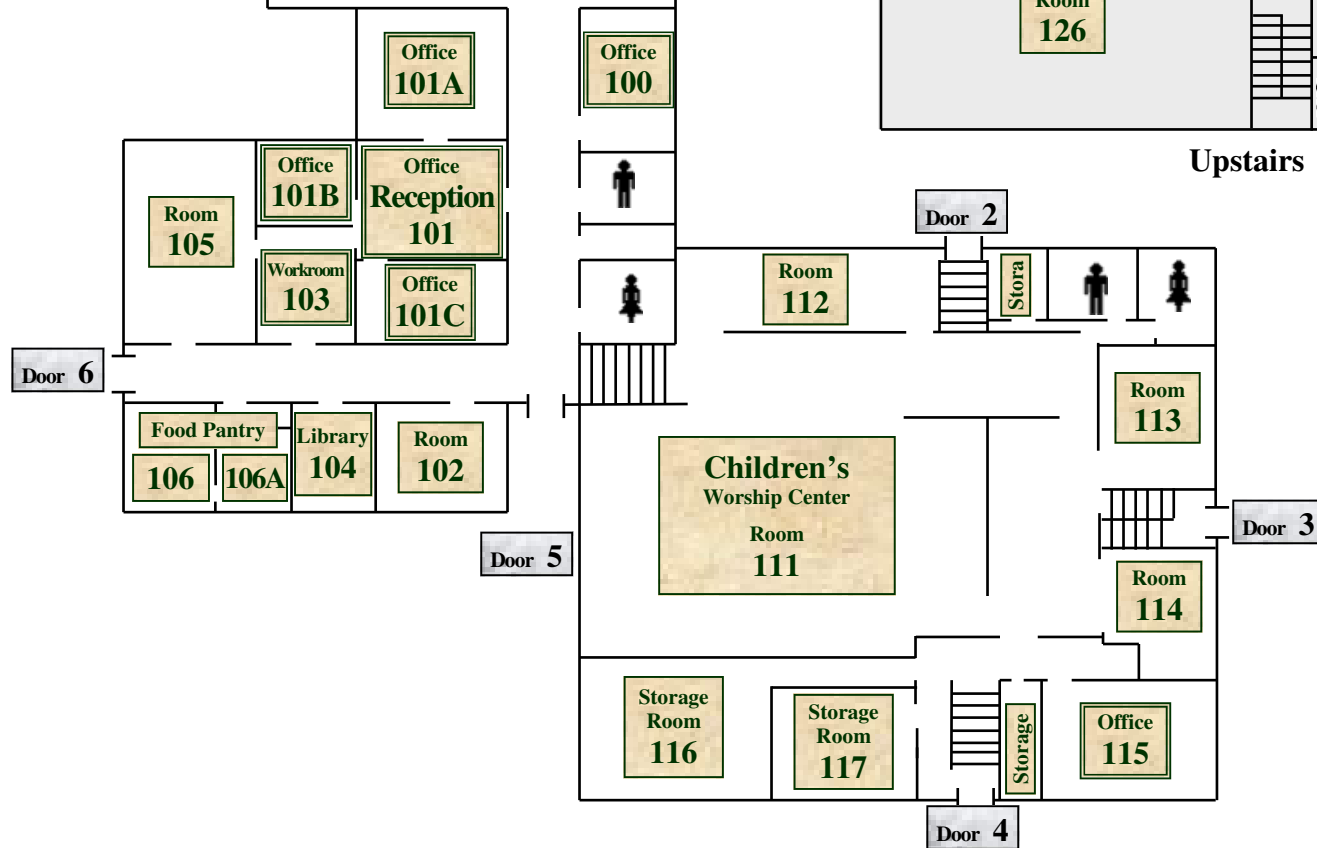 Room
126
Office
101A
Office
100
Upstairs
Office
101B
Office
Reception
101
Room
105
Door 2
Workroom
103
Office
101C
Room
112
Stora
Door 6
Room
113
Food Pantry
106
106A
Library
104
Room
102
Children’s
Worship Center
Room
111
Door 3
Door 5
Room
114
Storage
Room
116
Storage
Room
117
Storage
Office
115
Door 4